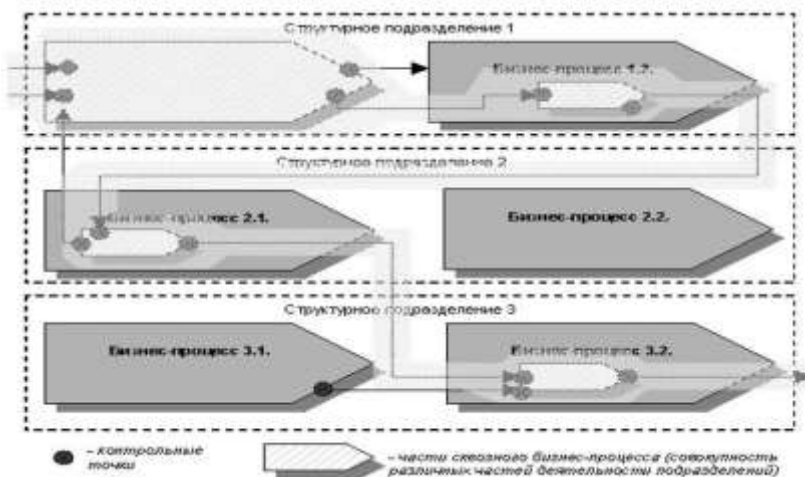 Структурное подразделение 1
Бизнес-процесс 1.2.
Структурное подразделение 2
Бизнес-процесс 2.1.
Бизнес-процесс 2.2.
Структурное подразделение 3
Бизнес-процесс 3.1.
Бизнес-процесс 3.2.
– контрольные
точки
– части сквозного бизнес-процесса (совокупность
различных частей деятельности подразделений)